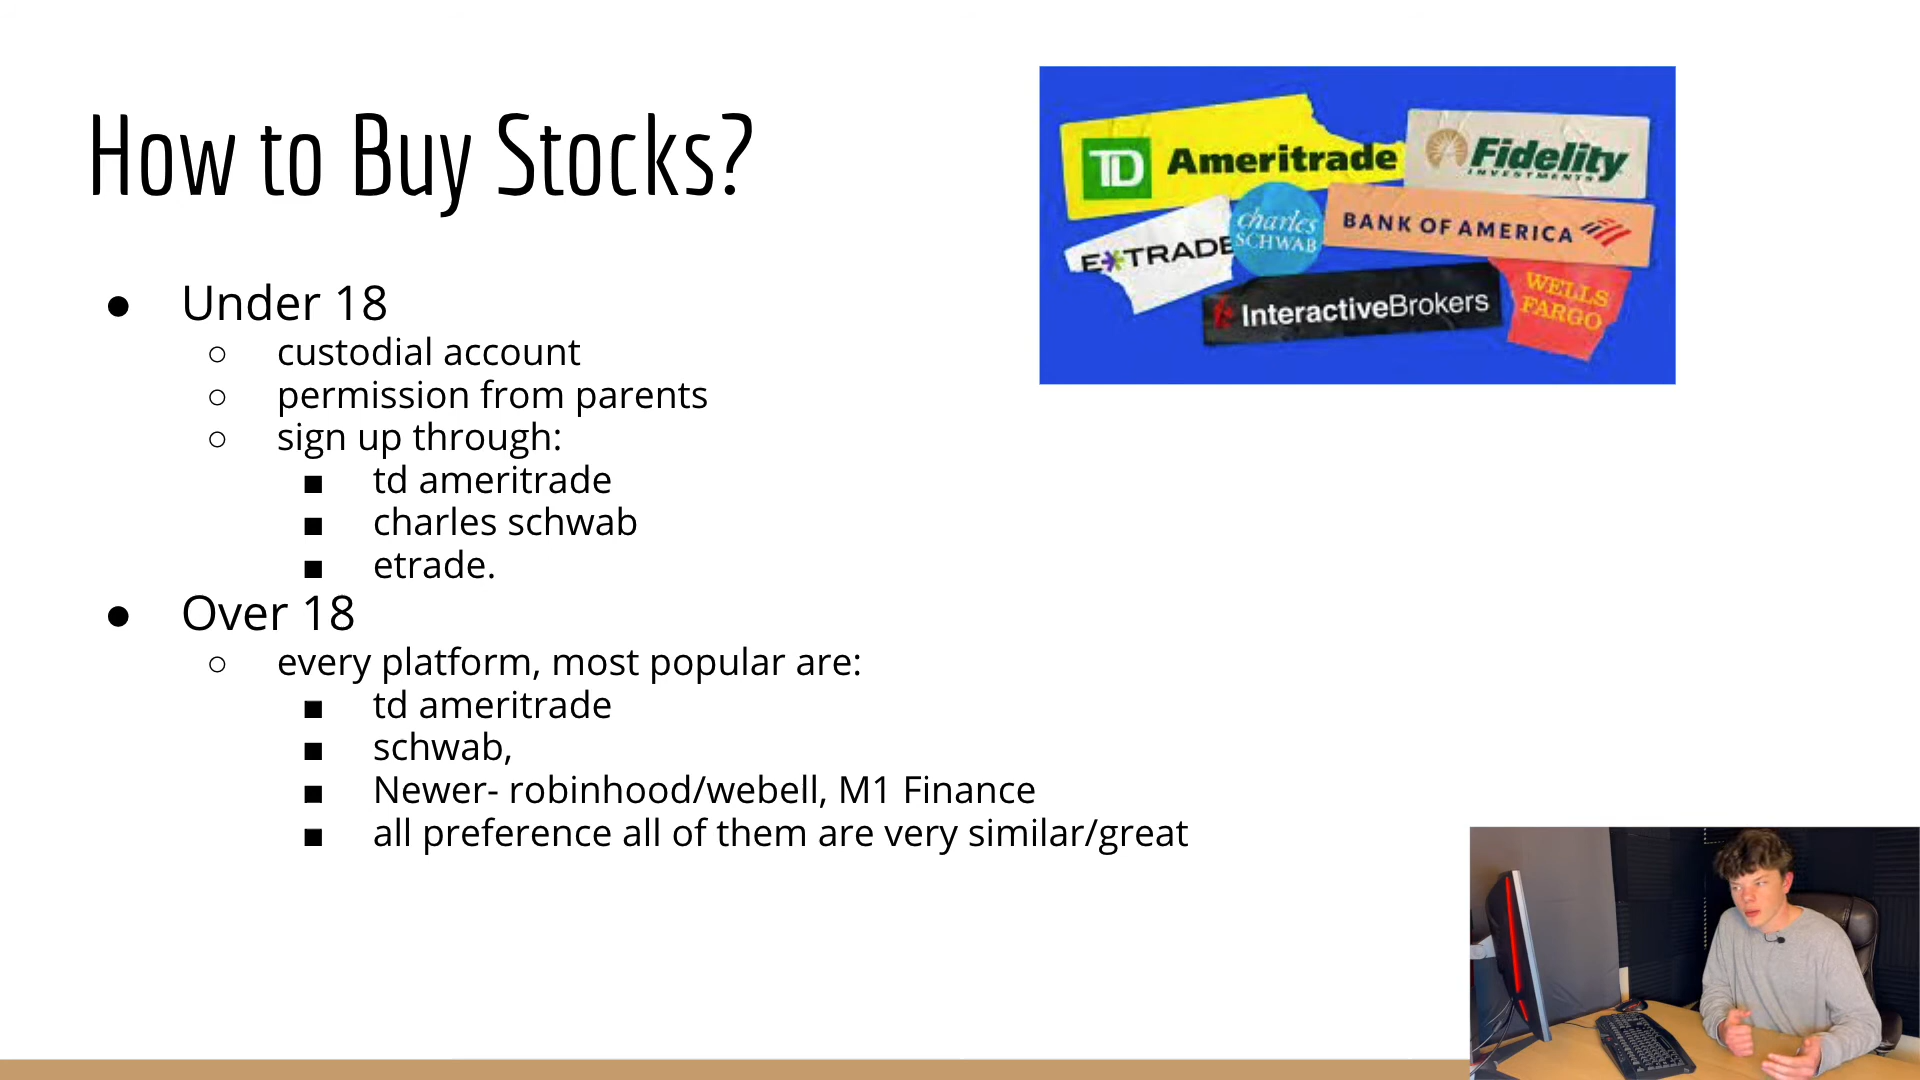 How to Buy Stocks?
TD Ameritrade
Fidelity
INVESTMENTS
charles
SCHWAB
BANK OF AMERICA
E*TRADE
InteractiveBrokers
WELLS
FARGO
● Under 18
○ custodial account
○ permission from parents
○ sign up through:
■ td ameritrade
■ charles schwab
■ etrade.
● Over 18
○ every platform, most popular are:
■ td ameritrade
■ schwab,
■ Newer- robinhood/webell, M1 Finance
■ all preference all of them are very similar/great